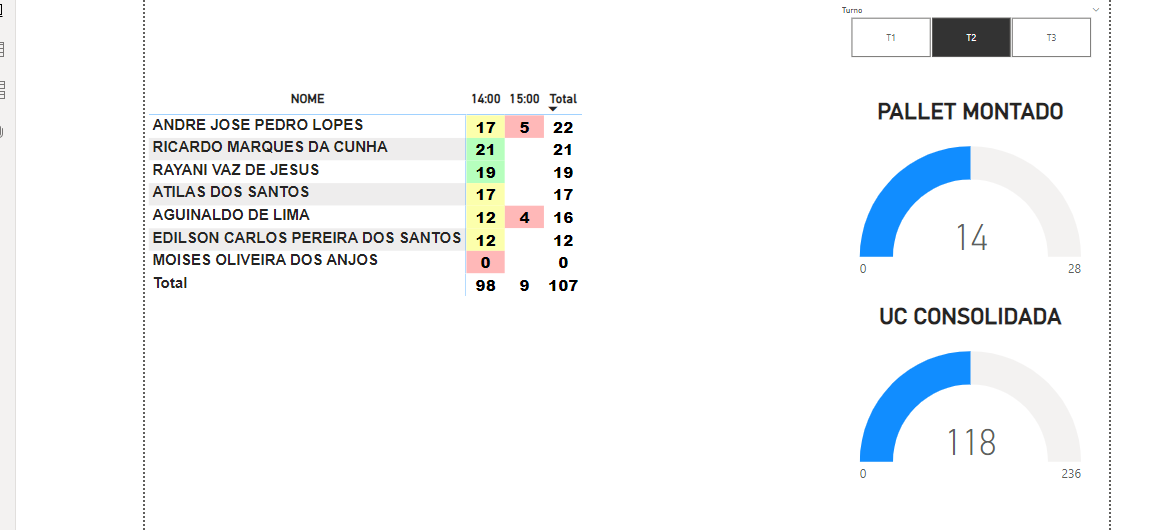 Turno
T1 T2 T3
NOME 14:00 15:00 Total
ANDRE JOSE PEDRO LOPES 17 5 22
RICARDO MARQUES DA CUNHA 21 21
RAYANI VAZ DE JESUS 19 19
ATILAS DOS SANTOS 17 17
AGUINALDO DE LIMA 12 4 16
EDILSON CARLOS PEREIRA DOS SANTOS 12 12
MOISES OLIVEIRA DOS ANJOS 0 0
Total 98 9 107
PALLET MONTADO
14
0 28
UC CONSOLIDADA
118
0 236